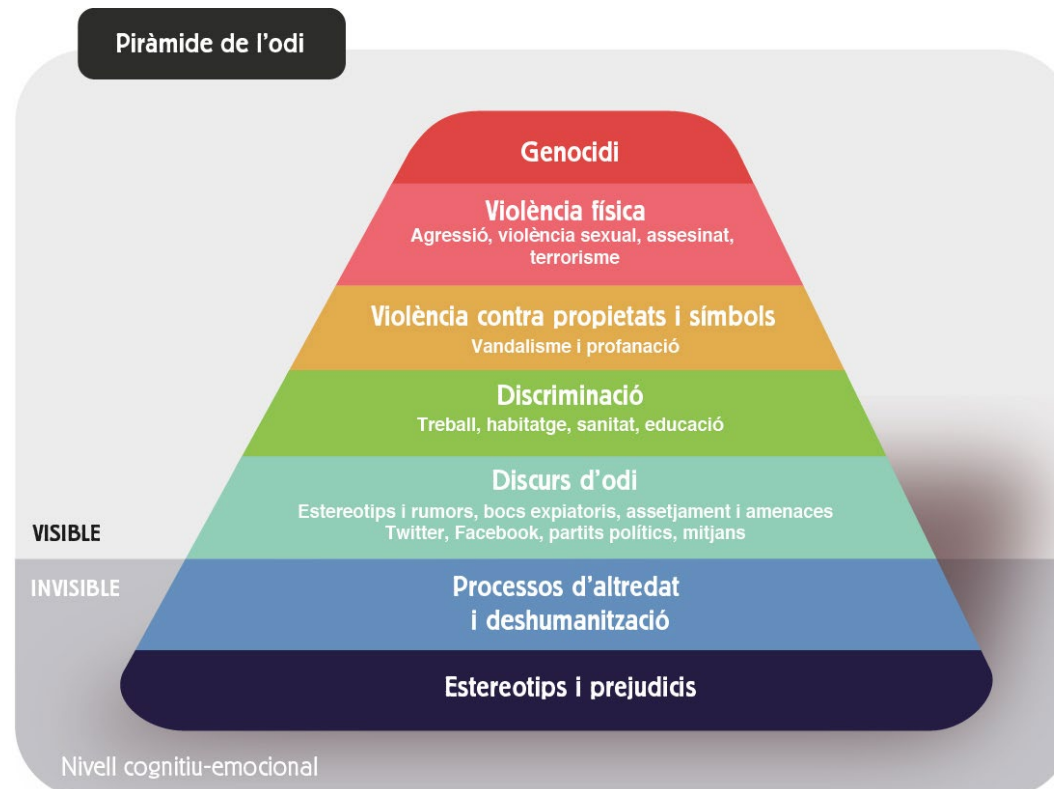 Piràmide de l'odi
Genocidi
Violència física
Agressió, violència sexual, assesinat,
terrorisme
Violència contra propietats i símbols
Vandalisme i profanació
Discriminació
Treball, habitatge, sanitat, educació
Discurs d'odi
Estereotips i rumors, bocs expiatoris, assetjament i amenaces
Twitter, Facebook, partits polítics, mitjans
VISIBLE
INVISIBLE
Processos d'altredat
i deshumanització
Estereotips i prejudicis
Nivell cognitiu-emocional